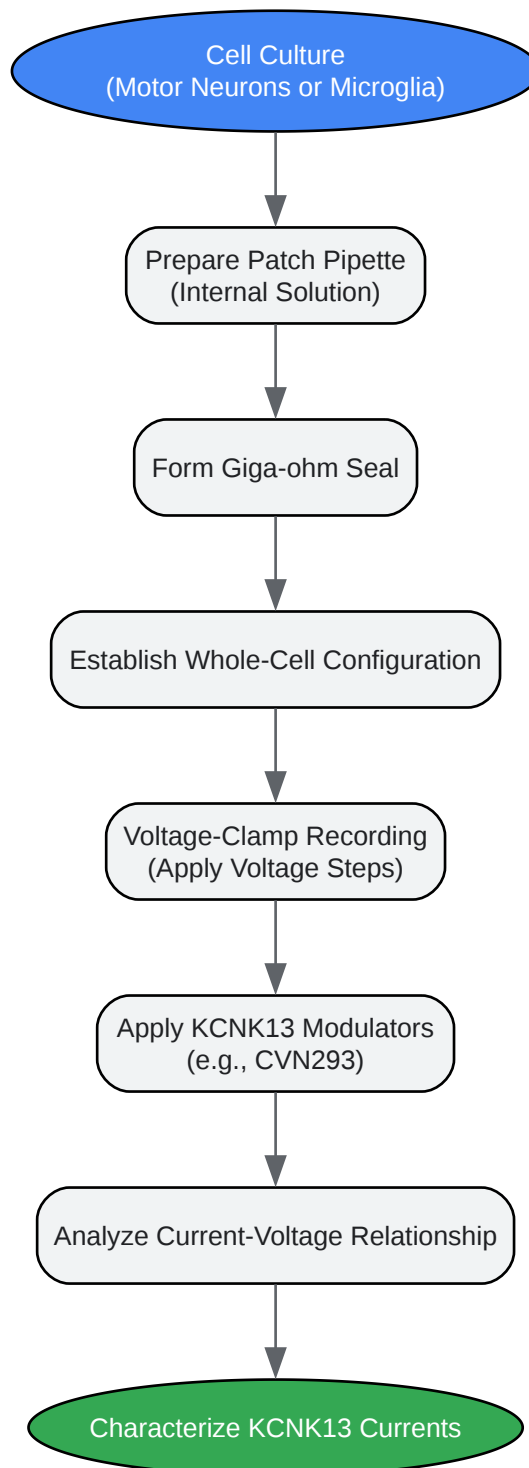 Cell Culture
(Motor Neurons or Microglia)
Prepare Patch Pipette
(Internal Solution)
Form Giga-ohm Seal
Establish Whole-Cell Configuration
Voltage-Clamp Recording
(Apply Voltage Steps)
Apply KCNK13 Modulators
(e.g., CVN293)
Analyze Current-Voltage Relationship
Characterize KCNK13 Currents